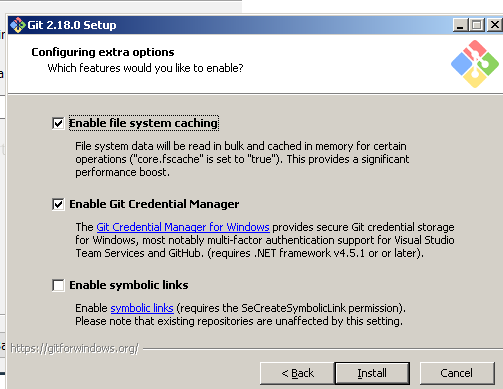 Git 2.18.0 Setup
Configuring extra options
Which features would you like to enable?
Enable file system caching
File system data will be read in bulk and cached in memory for certain
operations ("core.fscache" is set to "true"). This provides a significant
performance boost.
Enable Git Credential Manager
The Git Credential Manager for Windows provides secure Git credential storage
for Windows, most notably multi-factor authentication support for Visual Studio
Team Services and GitHub. (requires .NET framework v4.5.1 or or later).
Enable symbolic links
Enable symbolic links (requires the SeCreateSymbolicLink permission).
Please note that existing repositories are unaffected by this setting.
https://gitforwindows.org/
< Back Install Cancel